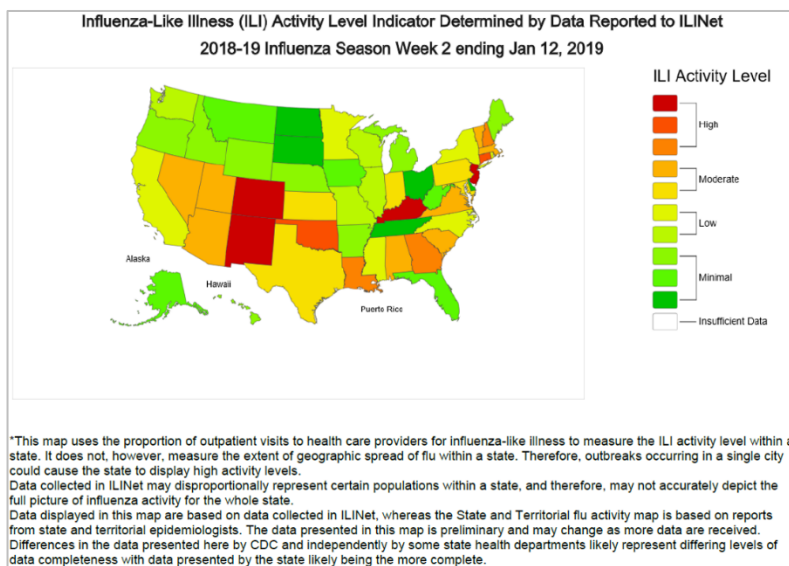 Influenza-Like Illness (ILI) Activity Level Indicator Determined by Data Reported to ILINet
2018-19 Influenza Season Week 2 ending Jan 12, 2019
ILI Activity Level
High
Moderate
Low
Minimal
Insufficient Data
Alaska
Hawaii
Puerto Rico
*This map uses the proportion of outpatient visits to health care providers for influenza-like illness to measure the ILI activity level within a
state. It does not, however, measure the extent of geographic spread of flu within a state. Therefore, outbreaks occurring in a single city
could cause the state to display high activity levels.
Data collected in ILINet may disproportionally represent certain populations within a state, and therefore, may not accurately depict the
full picture of influenza activity for the whole state.
Data displayed in this map are based on data collected in ILINet, whereas the State and Territorial flu activity map is based on reports
from state and territorial epidemiologists. The data presented in this map is preliminary and may change as more data are received.
Differences in the data presented here by CDC and independently by some state health departments likely represent differing levels of
data completeness with data presented by the state likely being the more complete.